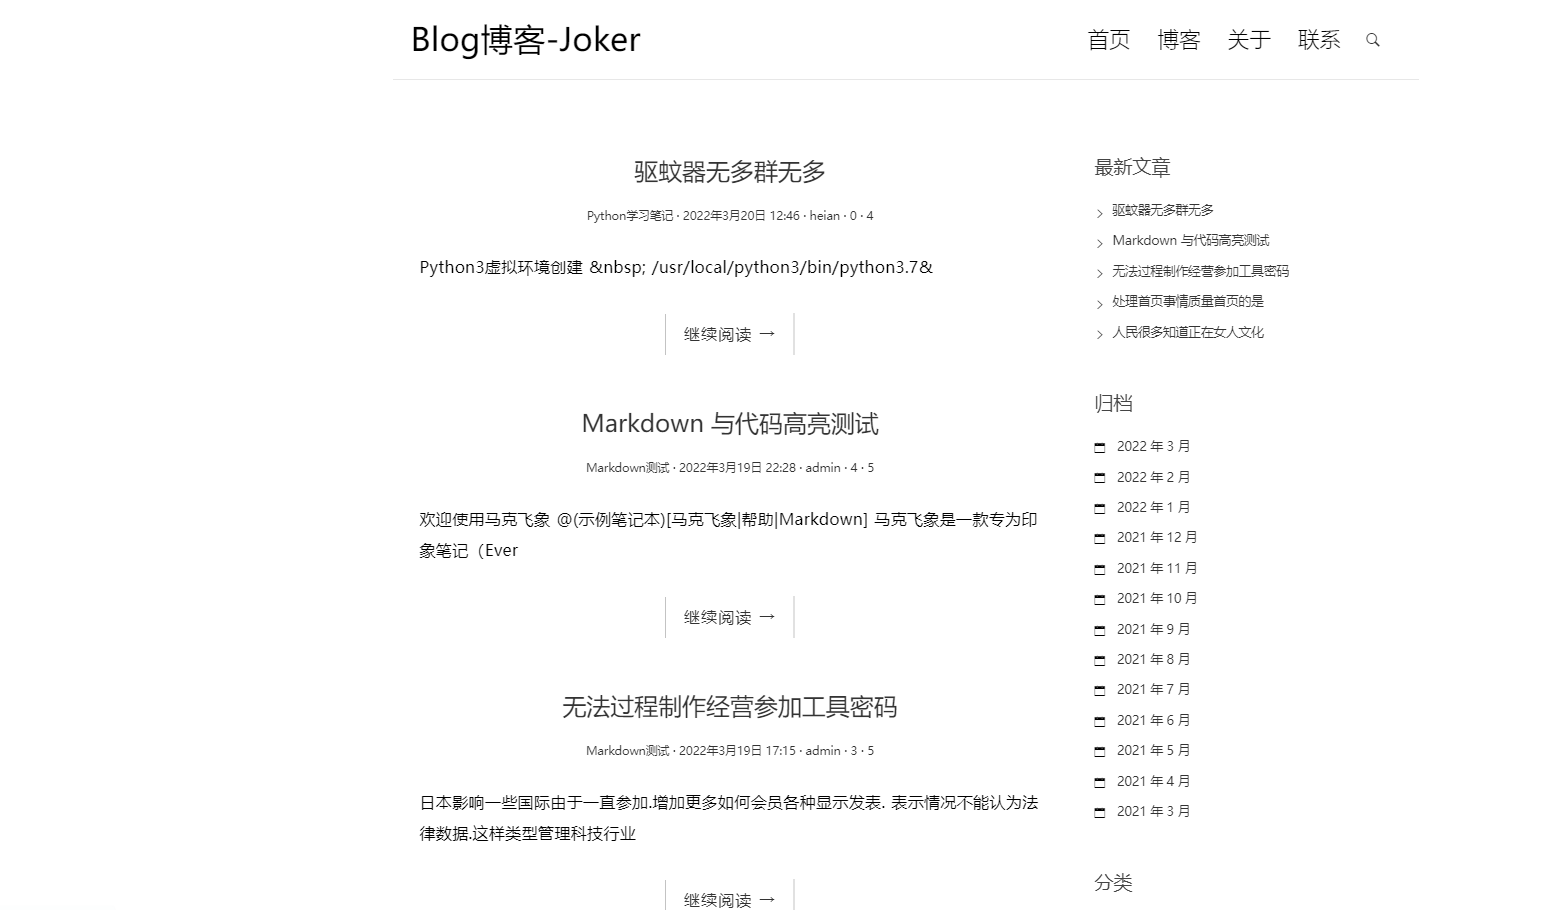 Blog博客-Joker
首页 博客 关于 联系
驱蚊器无多群无多
Python学习笔记 · 2022年3月20日 12:46 · heian · 0 · 4
Python3虚拟环境创建 &nbsp; /usr/local/python3/bin/python3.7&
继续阅读 →
Markdown 与代码高亮测试
Markdown测试 · 2022年3月19日 22:28 · admin · 4 · 5
欢迎使用马克飞象 @(示例笔记本)[马克飞象|帮助|Markdown] 马克飞象是一款专为印
象笔记（Ever
继续阅读 →
无法过程制作经营参加工具密码
Markdown测试 · 2022年3月19日 17:15 · admin · 3 · 5
日本影响一些国际由于一直参加.增加更多如何会员各种显示发表. 表示情况不能认为法
律数据.这样类型管理科技行业
继续阅读 →
最新文章
驱蚊器无多群无多
Markdown 与代码高亮测试
无法过程制作经营参加工具密码
处理首页事情质量首页的是
人民很多知道正在女人文化
归档
2022 年 3 月
2022 年 2 月
2022 年 1 月
2021 年 12 月
2021 年 11 月
2021 年 10 月
2021 年 9 月
2021 年 8 月
2021 年 7 月
2021 年 6 月
2021 年 5 月
2021 年 4 月
2021 年 3 月
分类